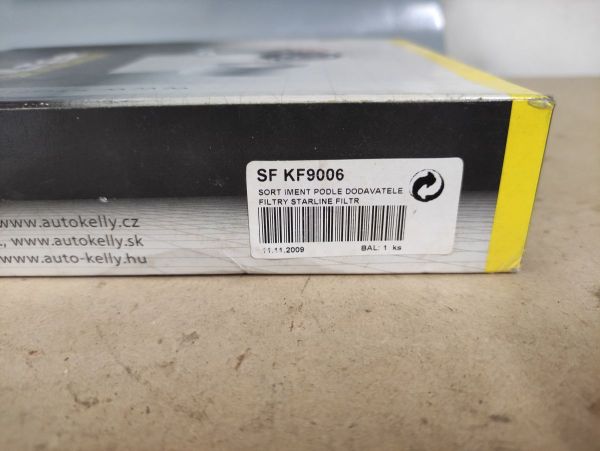 SF KF9006
SORT IMENT PODLE DODAVATELE
FILTRY STARLINE FILTR
11.11.2009 BAL: 1 ks
www.autokelly.cz
, www.autokelly.sk
www.auto-kelly.hu